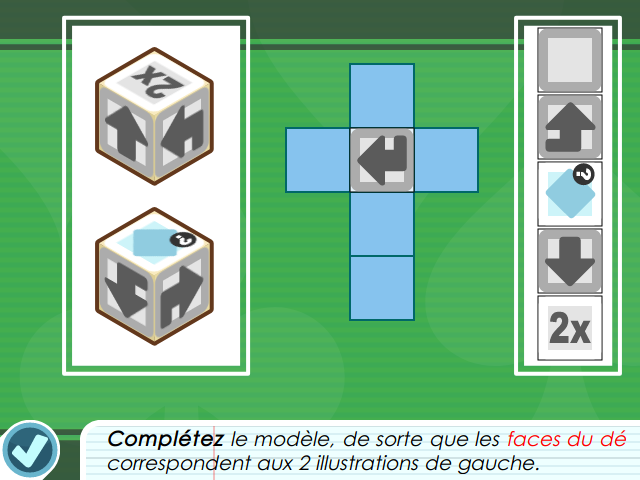 2x
?
?
2x
Complétez le modèle, de sorte que les faces du dé
correspondent aux 2 illustrations de gauche.